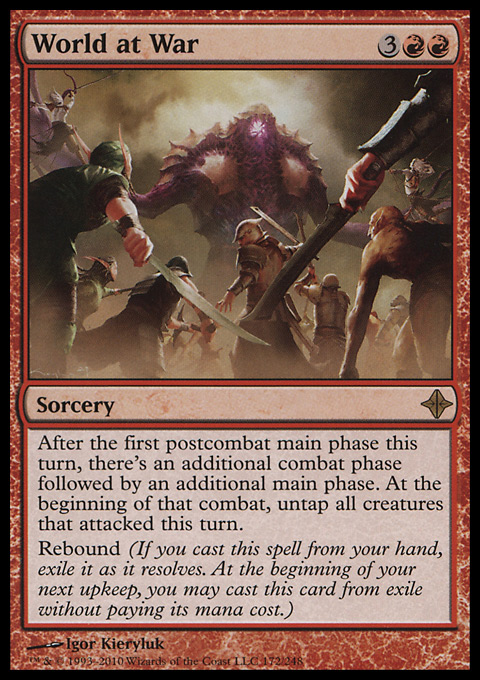 World at War 3
Sorcery
After the first postcombat main phase this
turn, there's an additional combat phase
followed by an additional main phase. At the
beginning of that combat, untap all creatures
that attacked this turn.
Rebound (If you cast this spell from your hand,
exile it as it resolves. At the beginning of your
next upkeep, you may cast this card from exile
without paying its mana cost.)
Igor Kieryluk
™ & © 1993-2010 Wizards of the Coast LLC 172/248